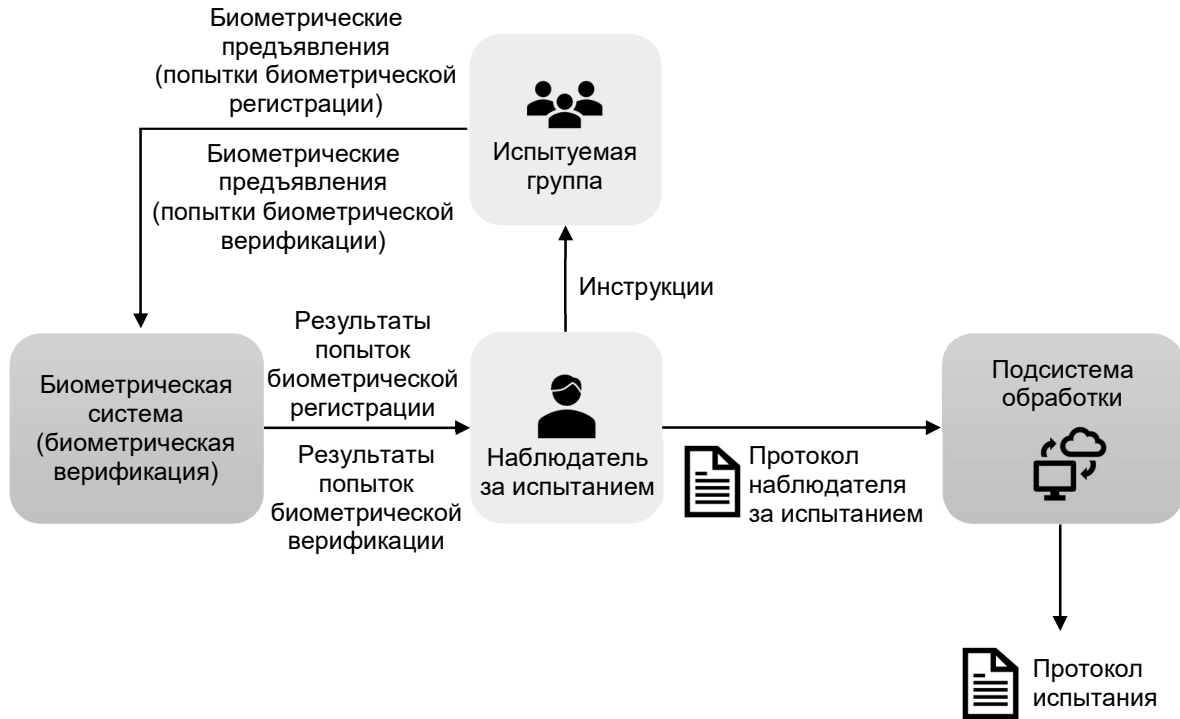 Биометрические
предъявления
(попытки биометрической
регистрации)
Биометрические
предъявления
(попытки биометрической
верификации)
Испытуемая
группа
Инструкции
Биометрическая
система
(биометрическая
верификация)
Результаты
попыток
биометрической
регистрации
Результаты
попыток
биометрической
верификации
Наблюдатель
за испытанием
Протокол
наблюдателя
за испытанием
Подсистема
обработки
Протокол
испытания